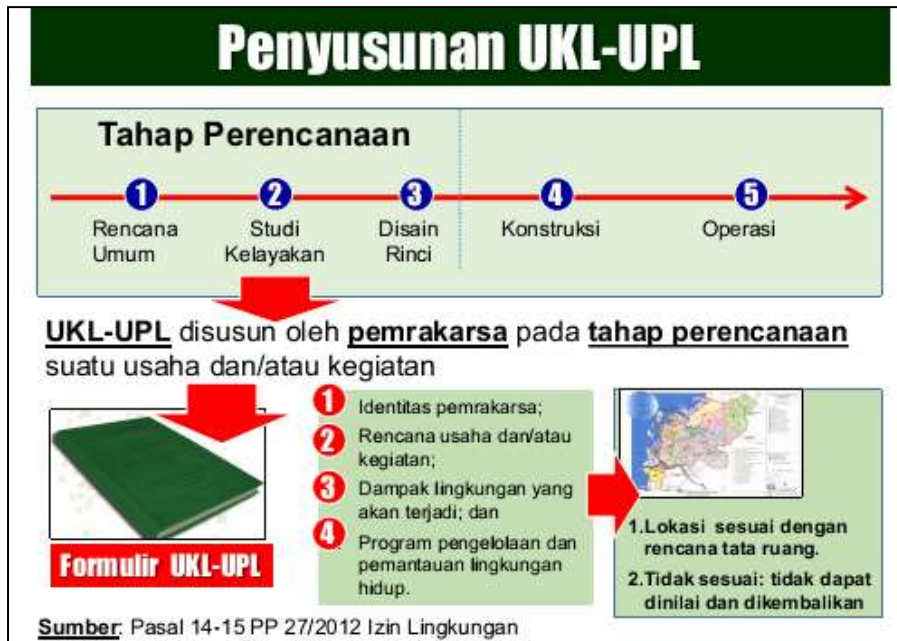 Penyusunan UKL-UPL
Tahap Perencanaan
1
2
3
4
5
Rencana
Umum
Studi
Kelayakan
Disain
Rinci
Konstruksi
Operasi
UKL-UPL disusun oleh pemrakarsa pada tahap perencanaan
suatu usaha dan/atau kegiatan
Formulir UKL-UPL
1 Identitas pemrakarsa;
2 Rencana usaha dan/atau
kegiatan;
3 Dampak lingkungan yang
akan terjadi; dan
4 Program pengelolaan dan
pemantauan lingkungan
hidup.
1.Lokasi sesuai dengan
rencana tata ruang.
2.Tidak sesuai: tidak dapat
dinilai dan dikembalikan
Sumber: Pasal 14-15 PP 27/2012 Izin Lingkungan